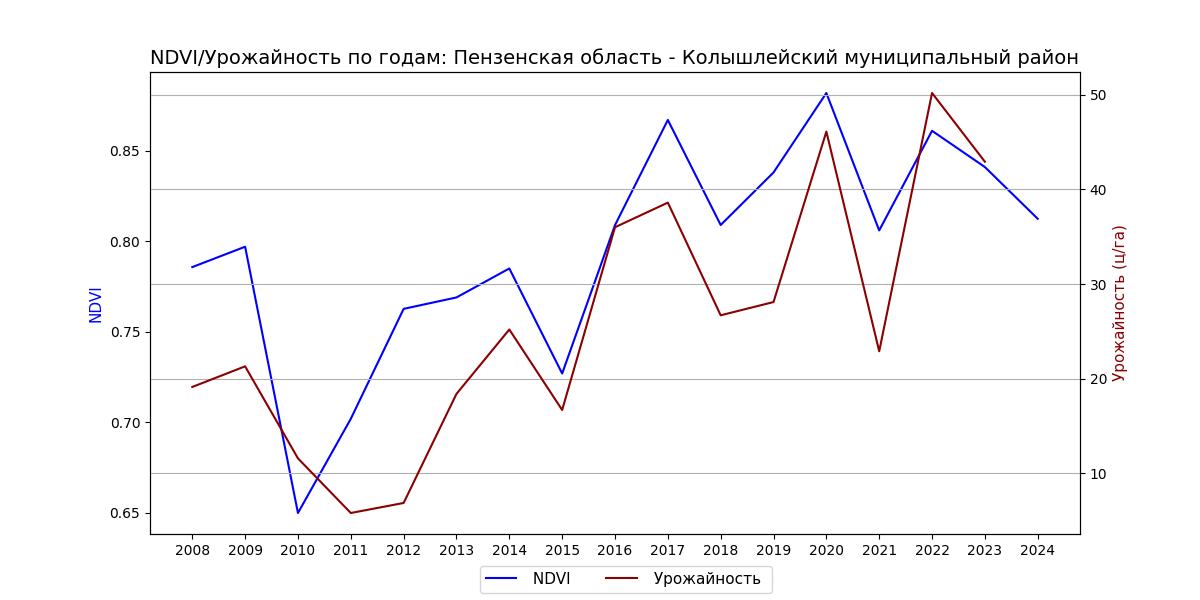 NDVI/Урожайность по годам: Пензенская область - Колышлейский муниципальный район
0.85
0.80
0.75
0.70
0.65
NDVI
50
40
30
20
10
Урожайность (ц/га)
2008 2009 2010 2011 2012 2013 2014 2015 2016 2017 2018 2019 2020 2021 2022 2023 2024
NDVI Урожайность